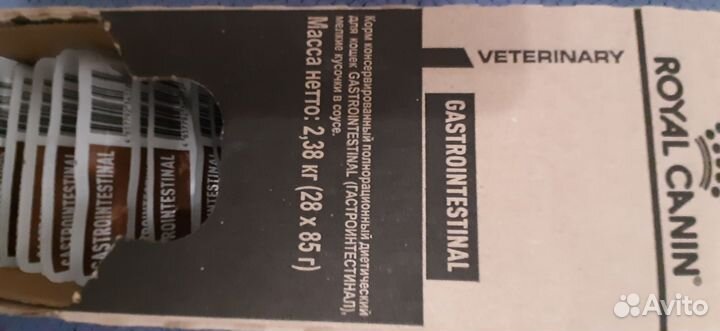 ROYAL CANIN®
VETERINARY
GASTROINTESTINAL
Корм консервированный полнорационный диетический
для кошек GASTROINTESTINAL (ГАСТРОИНТЕСТИНАЛ),
мелкие кусочки в соусе.
Масса нетто: 2,38 кг (28 x 85 г)
GASTROINTESTINAL
Avito